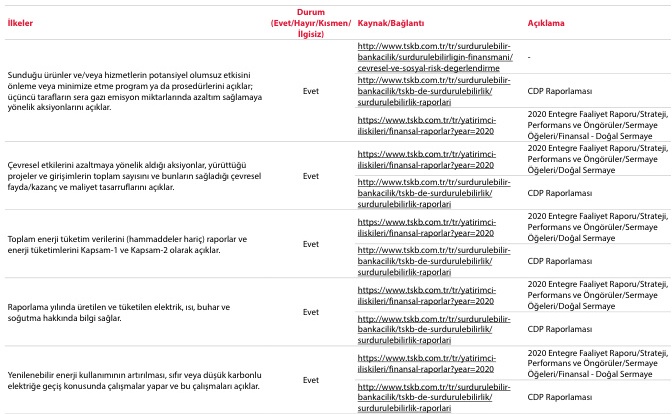 İlkeler
Durum
(Evet/Hayır/Kısmen/
İlgisiz)
Kaynak/Bağlantı
Açıklama
Sunduğu ürünler ve/veya hizmetlerin potansiyel olumsuz etkisini
önleme veya minimize etme program ya da prosedürlerini açıklar;
üçüncü tarafların sera gazı emisyon miktarlarında azaltım sağlamaya
yönelik aksiyonlarını açıklar.
Evet
http://www.tskb.com.tr/tr/surdurulebilir-
bankacilik/surdurulebilirligin-finansmani/
cevresel-ve-sosyal-risk-degerlendirme
-
http://www.tskb.com.tr/tr/surdurulebilir-
bankacilik/tskb-de-surdurulebilirlik/
surdurulebilirlik-raporlari
CDP Raporlaması
https://www.tskb.com.tr/tr/yatirimci-
iliskileri/finansal-raporlar?year=2020
2020 Entegre Faaliyet Raporu/Strateji,
Performans ve Öngörüler/Sermaye
Öğeleri/Finansal - Doğal Sermaye
Çevresel etkilerini azaltmaya yönelik aldığı aksiyonlar, yürüttüğü
projeler ve girişimlerin toplam sayısını ve bunların sağladığı çevresel
fayda/kazanç ve maliyet tasarruflarını açıklar.
Evet
https://www.tskb.com.tr/tr/yatirimci-
iliskileri/finansal-raporlar?year=2020
2020 Entegre Faaliyet Raporu/Strateji,
Performans ve Öngörüler/Sermaye
Öğeleri/Doğal Sermaye
http://www.tskb.com.tr/tr/surdurulebilir-
bankacilik/tskb-de-surdurulebilirlik/
surdurulebilirlik-raporlari
CDP Raporlaması
Toplam enerji tüketim verilerini (hammaddeler hariç) raporlar ve
enerji tüketimlerini Kapsam-1 ve Kapsam-2 olarak açıklar.
Evet
https://www.tskb.com.tr/tr/yatirimci-
iliskileri/finansal-raporlar?year=2020
2020 Entegre Faaliyet Raporu/Strateji,
Performans ve Öngörüler/Sermaye
Öğeleri/Doğal Sermaye
http://www.tskb.com.tr/tr/surdurulebilir-
bankacilik/tskb-de-surdurulebilirlik/
surdurulebilirlik-raporlari
CDP Raporlaması
Raporlama yılında üretilen ve tüketilen elektrik, ısı, buhar ve
soğutma hakkında bilgi sağlar.
Evet
https://www.tskb.com.tr/tr/yatirimci-
iliskileri/finansal-raporlar?year=2020
2020 Entegre Faaliyet Raporu/Strateji,
Performans ve Öngörüler/Sermaye
Öğeleri/Doğal Sermaye
http://www.tskb.com.tr/tr/surdurulebilir-
bankacilik/tskb-de-surdurulebilirlik/
surdurulebilirlik-raporlari
CDP Raporlaması
Yenilenebilir enerji kullanımının artırılması, sıfır veya düşük karbonlu
elektriğe geçiş konusunda çalışmalar yapar ve bu çalışmaları açıklar.
Evet
https://www.tskb.com.tr/tr/yatirimci-
iliskileri/finansal-raporlar?year=2020
2020 Entegre Faaliyet Raporu/Strateji,
Performans ve Öngörüler/Sermaye
Öğeleri/Finansal - Doğal Sermaye
http://www.tskb.com.tr/tr/surdurulebilir-
bankacilik/tskb-de-surdurulebilirlik/
surdurulebilirlik-raporlari
CDP Raporlaması